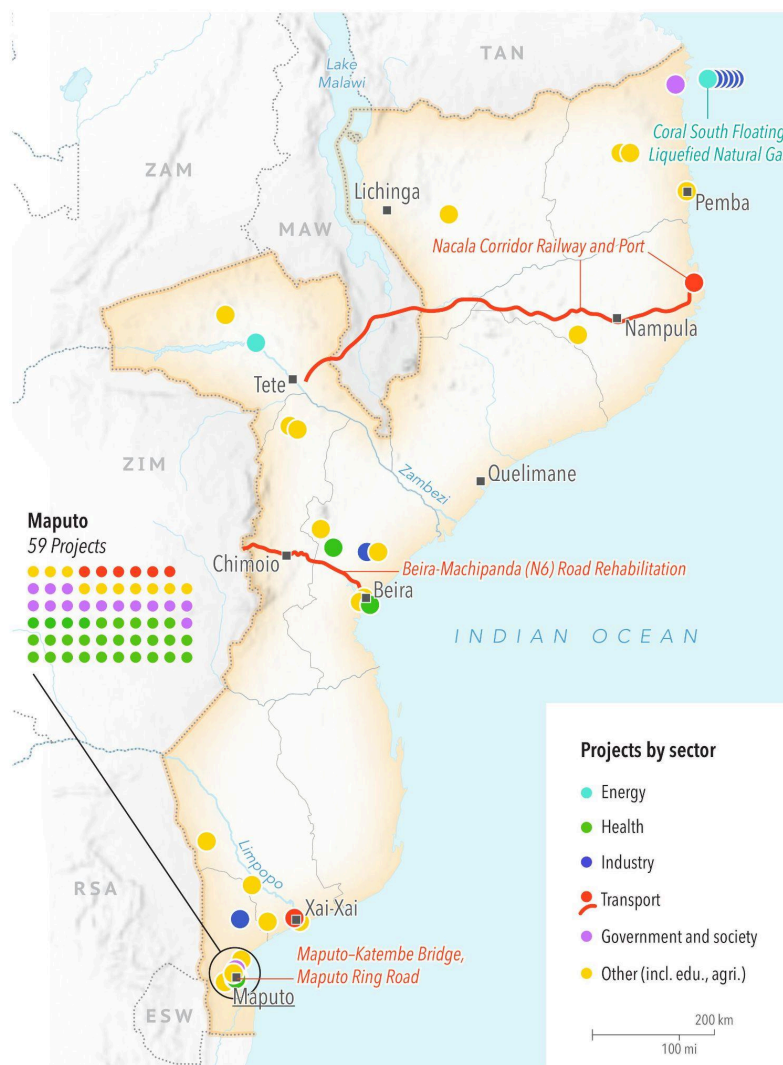 TAN
Lake
Malawi
Coral South Floating
Liquefied Natural Ga
ZAM
Lichinga
Pemba
MAW
Nacala Corridor Railway and Port
Nampula
Tete
ZIM
Zambezi
Quelimane
Maputo
59 Projects
Chimoio
Beira-Machipanda (N6) Road Rehabilitation
Beira
INDIAN OCEAN
Projects by sector
Energy
Health
Industry
Transport
Government and society
Other (incl. edu., agri.)
200 km
100 mi
Limpopo
RSA
Xai-Xai
Maputo–Katembe Bridge,
Maputo Ring Road
Maputo
ESW